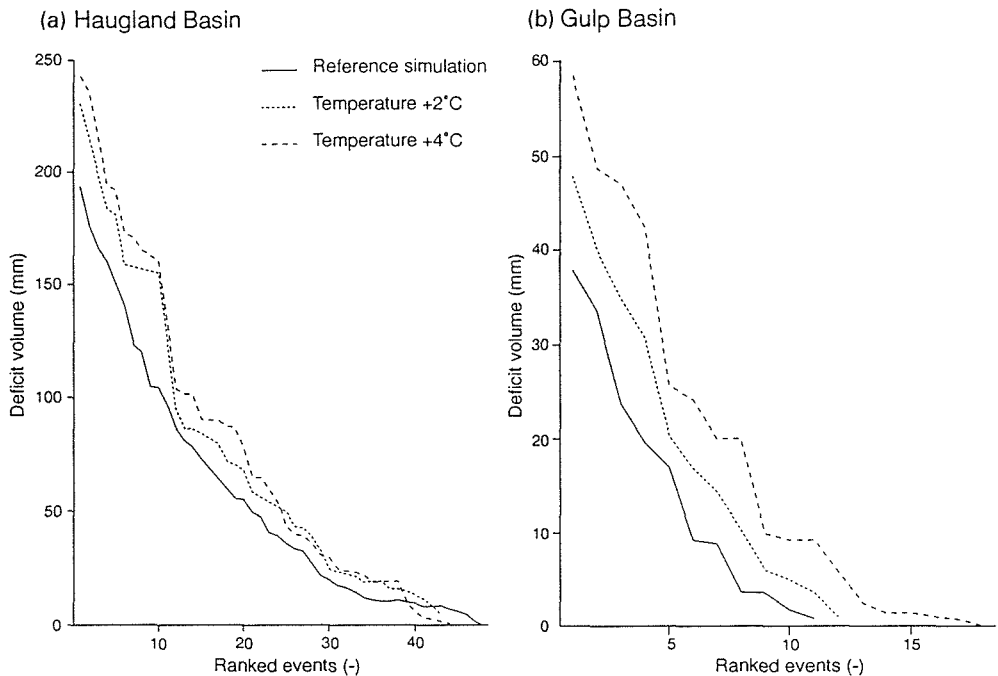 (a) Haugland Basin
250
200
150
100
50
0
Deficit volume (mm)
10
20
30
40
Ranked events (-)
Reference simulation
Temperature +2°C
Temperature +4°C
(b) Gulp Basin
60
50
40
30
20
10
0
Deficit volume (mm)
5
10
15
Ranked events (-)